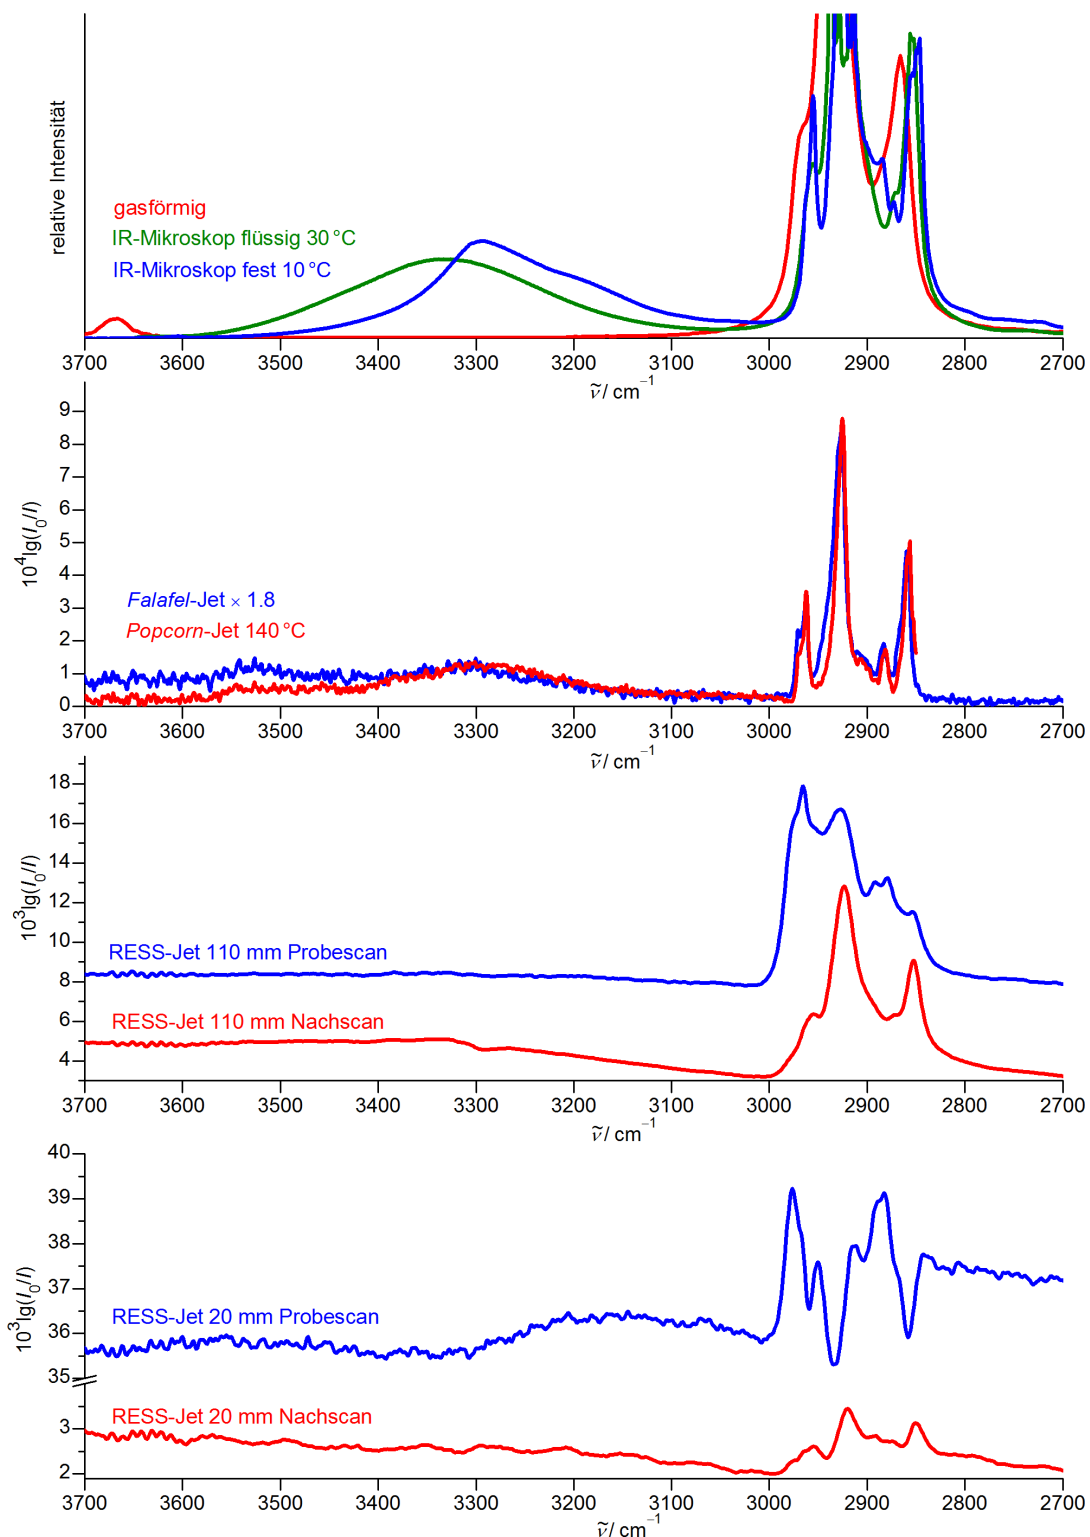 relative Intensität
gasförmig
IR-Mikroskop flüssig 30 °C
IR-Mikroskop fest 10 °C
3700 3600 3500 3400 3300 3200 3100 3000 2900 2800 2700
ν̃ / cm⁻¹
10⁴lg(I₀/I)
9
8
7
6
5
4
3
2
1
0
Falafel-Jet × 1.8
Popcorn-Jet 140 °C
3700 3600 3500 3400 3300 3200 3100 3000 2900 2800 2700
ν̃ / cm⁻¹
10³lg(I₀/I)
18
16
14
12
10
8
6
4
RESS-Jet 110 mm Probescan
RESS-Jet 110 mm Nachscan
3700 3600 3500 3400 3300 3200 3100 3000 2900 2800 2700
ν̃ / cm⁻¹
10³lg(I₀/I)
40
39
38
37
36
35
3
2
RESS-Jet 20 mm Probescan
RESS-Jet 20 mm Nachscan
3700 3600 3500 3400 3300 3200 3100 3000 2900 2800 2700
ν̃ / cm⁻¹